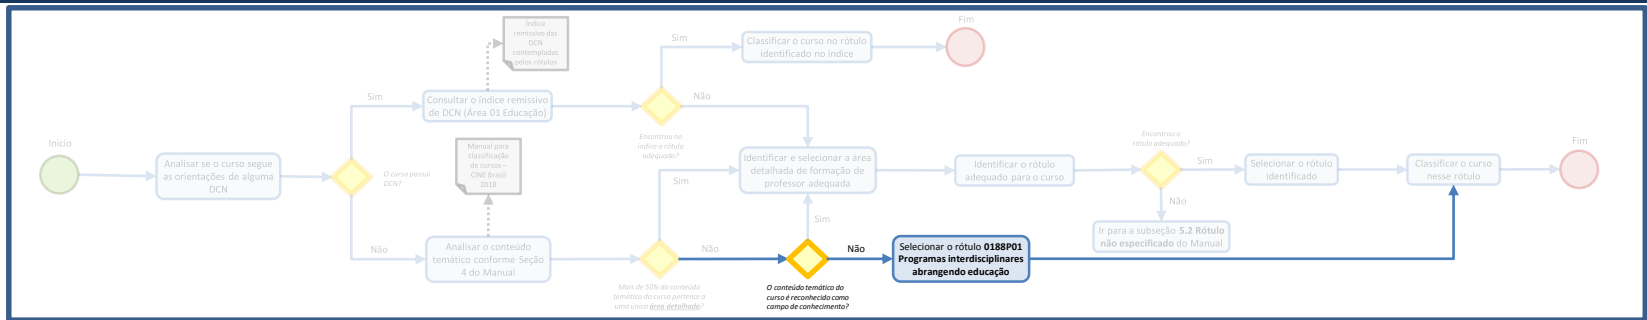 Índice
remissivo das
DCN
contempladas
pelos rótulos
Sim
Classificar o curso no rótulo
identificado no índice
Fim
Sim
Consultar o índice remissivo
de DCN (Área 01 Educação)
Não
Encontrou no
índice o rótulo
adequado?
Início
Analisar se o curso segue
as orientações de alguma
DCN
O curso possui
DCN?
Manual para
classificação
de cursos –
CINE Brasil
2018
Sim
Identificar e selecionar a área
detalhada de formação de
professor adequada
Identificar o rótulo
adequado para o curso
Encontrou o
rótulo adequado?
Sim
Selecionar o rótulo
identificado
Classificar o curso
nesse rótulo
Fim
Não
Ir para a subseção 5.2 Rótulo
não especificado do Manual
Não
Analisar o conteúdo
temático conforme Seção
4 do Manual
Não
Mais de 50% do conteúdo
temático do curso pertence a
uma única área detalhada?
Sim
Não
O conteúdo temático do
curso é reconhecido como
campo de conhecimento?
Selecionar o rótulo 0188P01
Programas interdisciplinares
abrangendo educação